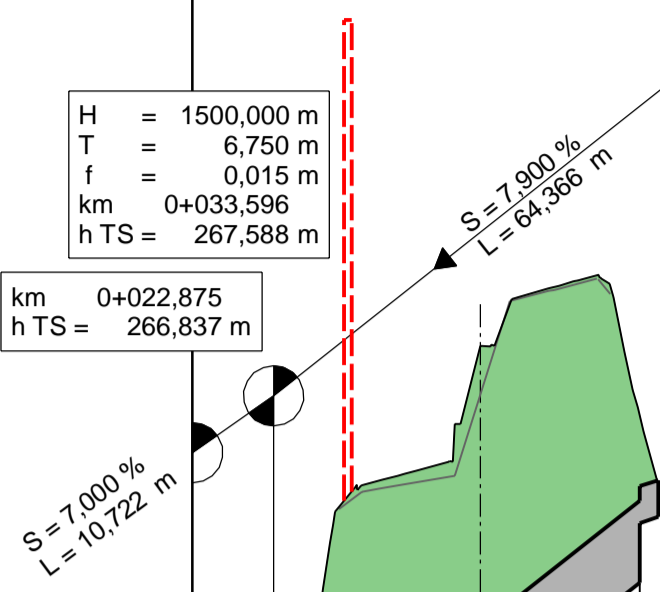 H = 1500,000 m
T = 6,750 m
f = 0,015 m
km 0+033,596
h TS = 267,588 m
S = 7,900 %
L = 64,366 m
km 0+022,875
h TS = 266,837 m
S = 7,000 %
L = 10,722 m